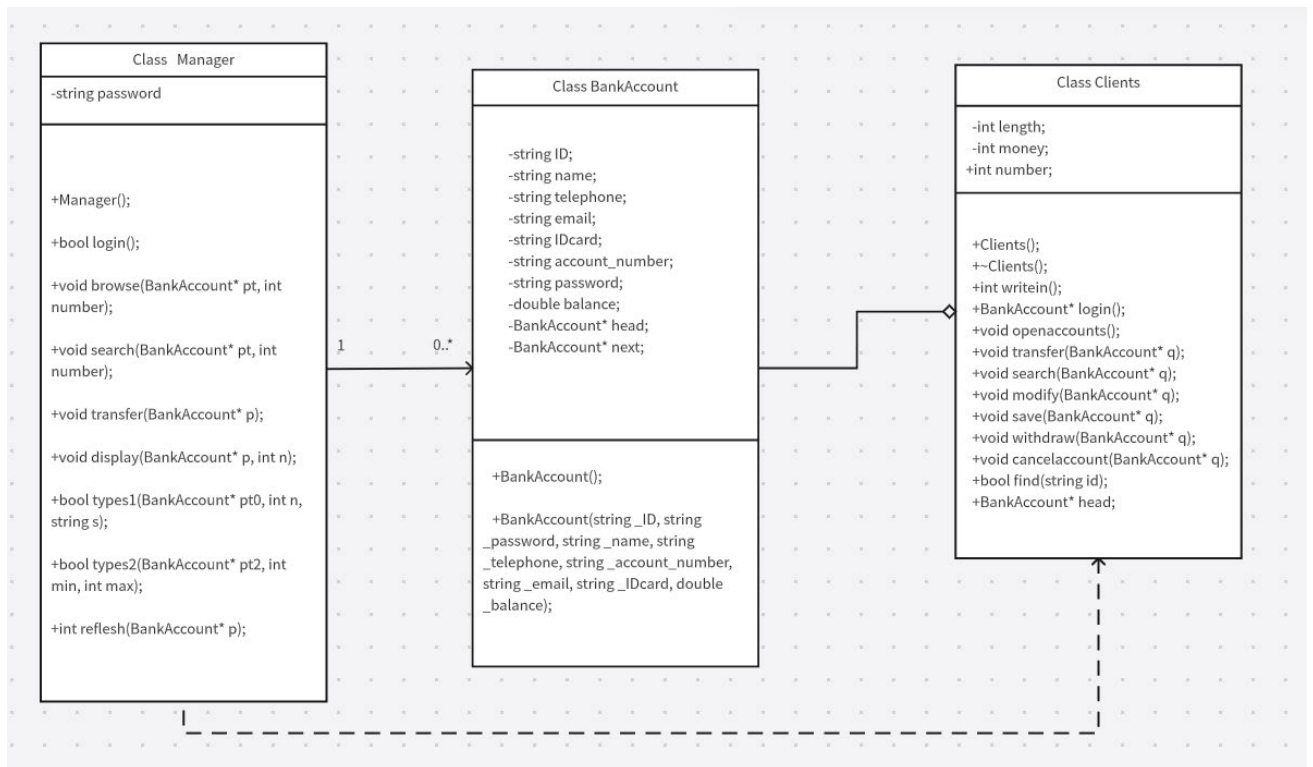 Class Manager
-string password
+Manager();
+bool login();
+void browse(BankAccount* pt, int
number);
+void search(BankAccount* pt, int
number);
+void transfer(BankAccount* p);
+void display(BankAccount* p, int n);
+bool types1(BankAccount* pt0, int n,
string s);
+bool types2(BankAccount* pt2, int
min, int max);
+int reflesh(BankAccount* p);
1
0..*
Class BankAccount
-string ID;
-string name;
-string telephone;
-string email;
-string IDcard;
-string account_number;
-string password;
-double balance;
-BankAccount* head;
-BankAccount* next;
+BankAccount();
+BankAccount(string _ID, string
_password, string _name, string
_telephone, string _account_number,
string _email, string _IDcard, double
_balance);
Class Clients
-int length;
-int money;
+int number;
+Clients();
+~Clients();
+int writein();
+BankAccount* login();
+void openaccounts();
+void transfer(BankAccount* q);
+void search(BankAccount* q);
+void modify(BankAccount* q);
+void save(BankAccount* q);
+void withdraw(BankAccount* q);
+void cancelaccount(BankAccount* q);
+bool find(string id);
+BankAccount* head;